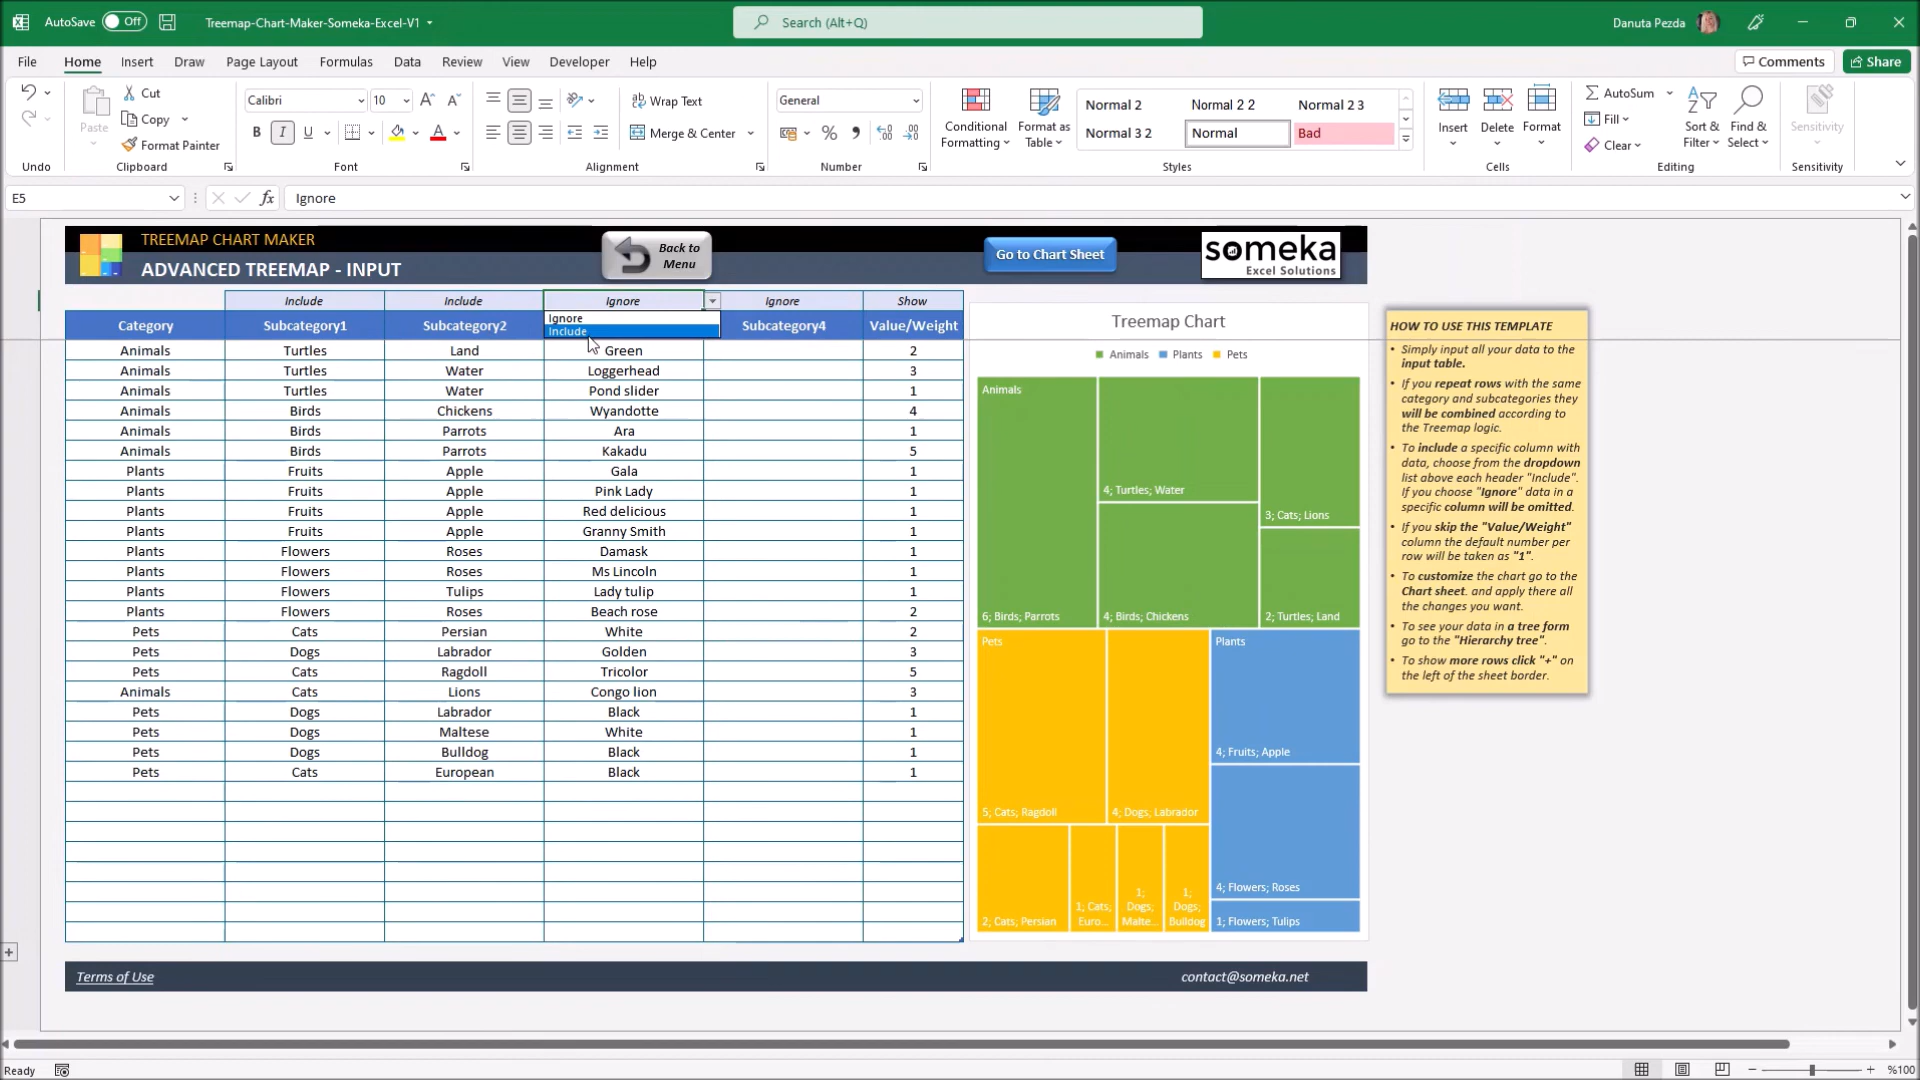 AutoSave Off Treemap-Chart-Maker-Someka-Excel-V1 Search (Alt+Q) Danuta Pezda
File Home Insert Draw Page Layout Formulas Data Review View Developer Help Comments Share
Cut Calibri 10 Wrap Text General Normal 2 Normal 2 2 Normal 2 3 AutoSum
Paste Copy Format Painter B I U A Merge & Center % Conditional Formatting Format as Table Normal 3 2 Normal Bad Insert Delete Format Fill Clear Sort & Filter Find & Select Sensitivity
Undo Clipboard Font Alignment Number Styles Cells Editing Sensitivity
E5 fx Ignore
TREEMAP CHART MAKER
ADVANCED TREEMAP - INPUT
Back to Menu
Go to Chart Sheet
someka
Excel Solutions
Include Include Ignore Ignore Show
Ignore
Include
Category Subcategory1 Subcategory2 Subcategory4 Value/Weight
Animals Turtles Land Green 2
Animals Turtles Water Loggerhead 3
Animals Turtles Water Pond slider 1
Animals Birds Chickens Wyandotte 4
Animals Birds Parrots Ara 1
Animals Birds Parrots Kakadu 5
Plants Fruits Apple Gala 1
Plants Fruits Apple Pink Lady 1
Plants Fruits Apple Red delicious 1
Plants Fruits Apple Granny Smith 1
Plants Flowers Roses Damask 1
Plants Flowers Roses Ms Lincoln 1
Plants Flowers Tulips Lady tulip 1
Plants Flowers Roses Beach rose 2
Pets Cats Persian White 2
Pets Dogs Labrador Golden 3
Pets Cats Ragdoll Tricolor 5
Animals Cats Lions Congo lion 3
Pets Dogs Labrador Black 1
Pets Dogs Maltese White 1
Pets Dogs Bulldog Black 1
Pets Cats European Black 1
Treemap Chart
Animals Plants Pets
Animals
4; Turtles; Water
3; Cats; Lions
6; Birds; Parrots
4; Birds; Chickens
2; Turtles; Land
Pets
Plants
4; Fruits; Apple
5; Cats; Ragdoll
4; Dogs; Labrador
4; Flowers; Roses
2; Cats; Persian
1; Cats; Euro...
1; Dogs; Malte...
1; Dogs; Bulldog
1; Flowers; Tulips
HOW TO USE THIS TEMPLATE
• Simply input all your data to the
input table.
• If you repeat rows with the same
category and subcategories they
will be combined according to
the Treemap logic.
• To include a specific column with
data, choose from the dropdown
list above each header "Include".
If you choose "Ignore" data in a
specific column will be omitted.
• If you skip the "Value/Weight"
column the default number per
row will be taken as "1".
• To customize the chart go to the
Chart sheet. and apply there all
the changes you want.
• To see your data in a tree form
go to the "Hierarchy tree".
• To show more rows click "+" on
the left of the sheet border.
Terms of Use contact@someka.net
Ready %100